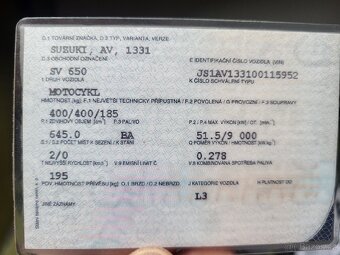 D.1 TOVÁRNÍ ZNAČKA, D.2 TYP, VARIANTA, VERZE
SUZUKI, AV, 1331
D.3 OBCHODNÍ OZNAČENÍ
E IDENTIFIKAČNÍ ČÍSLO VOZIDLA (VIN)
SV 650
JS1AV133100115952
J.1 DRUH VOZIDLA
K ČÍSLO SCHVÁLENÍ TYPU
MOTOCYKL
HMOTNOST (kg) F.1 NEJVĚTŠÍ TECHNICKY PŘÍPUSTNÁ / F.2 POVOLENÁ / G PROVOZNÍ / F.3 SOUPRAVY
400/400/185
P.1 ZDVIHOVÝ OBJEM (cm³)
P.3 PALIVO
P.2/P.4 MAX. VÝKON (kW) / OT. (min⁻¹)
645.0
BA
51.5/9 000
S.1 / S.2 POČET MÍST K SEZENÍ / K STÁNÍ
Q POMĚR VÝKON / HMOTNOST (kW/kg)
2/0
0.278
T NEJVYŠŠÍ RYCHLOST (km/h)
V.9 EMISNÍ LIMIT Č.
V.8 KOMBINOVANÁ SPOTŘEBA PALIVA
195
POV. HMOTNOST PŘÍVĚSU (kg) O.1 BRZD. / O.2 NEBRZD.
J KATEGORIE VOZIDLA
H PLATNOST DO
L3
JINÉ ZÁZNAMY